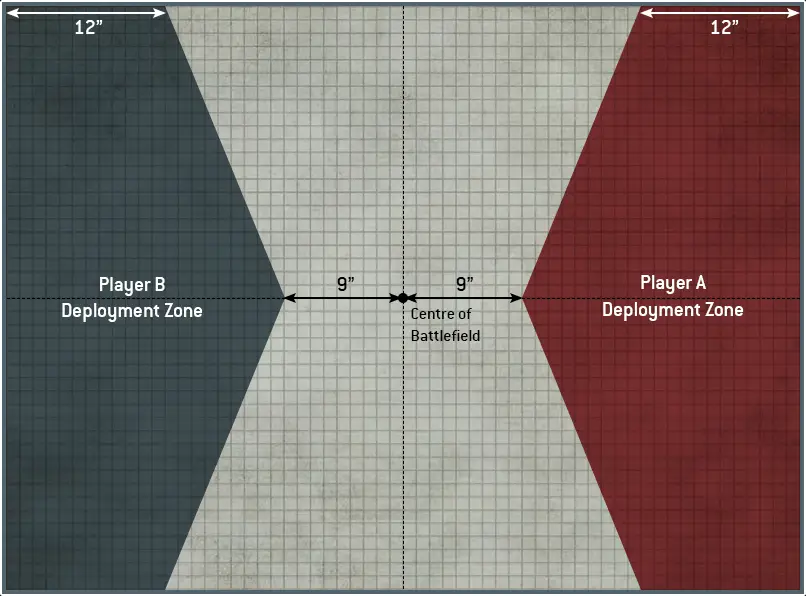 12”
12”
9”
9”
Player B
Deployment Zone
Player A
Deployment Zone
Centre of
Battlefield